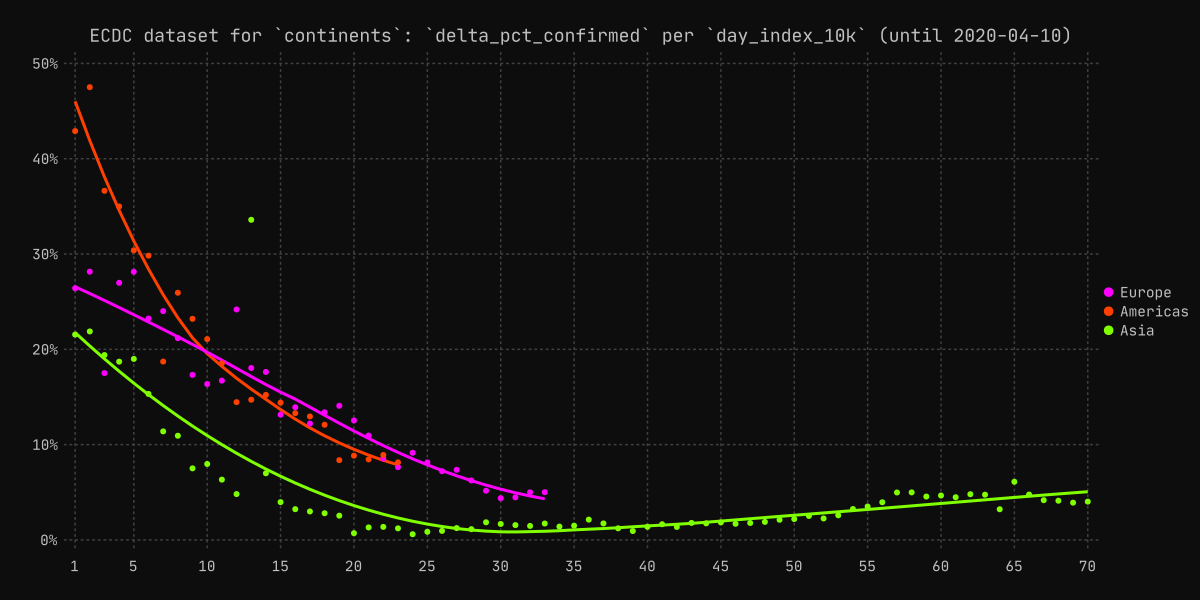 ECDC dataset for `continents`: `delta_pct_confirmed` per `day_index_10k` (until 2020-04-10)
50%
40%
30%
20%
10%
0%
1 5 10 15 20 25 30 35 40 45 50 55 60 65 70
Europe
Americas
Asia